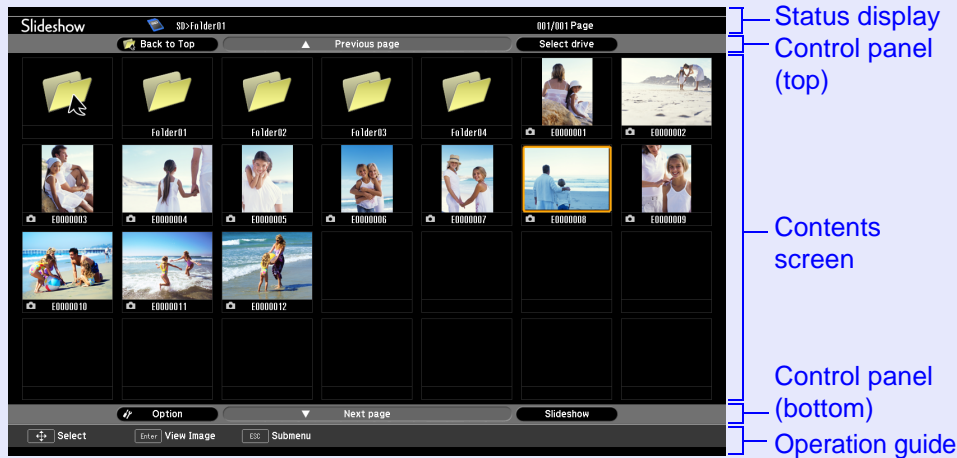 Slideshow SD>Folder01 001/001 Page
Back to Top Previous page Select drive
Folder01 Folder02 Folder03 Folder04 E0000001 E0000002
E0000003 E0000004 E0000005 E0000006 E0000007 E0000008 E0000009
E0000010 E0000011 E0000012
Option Next page Slideshow
Select Enter View Image ESC Submenu
Status display
Control panel
(top)
Contents
screen
Control panel
(bottom)
Operation guide